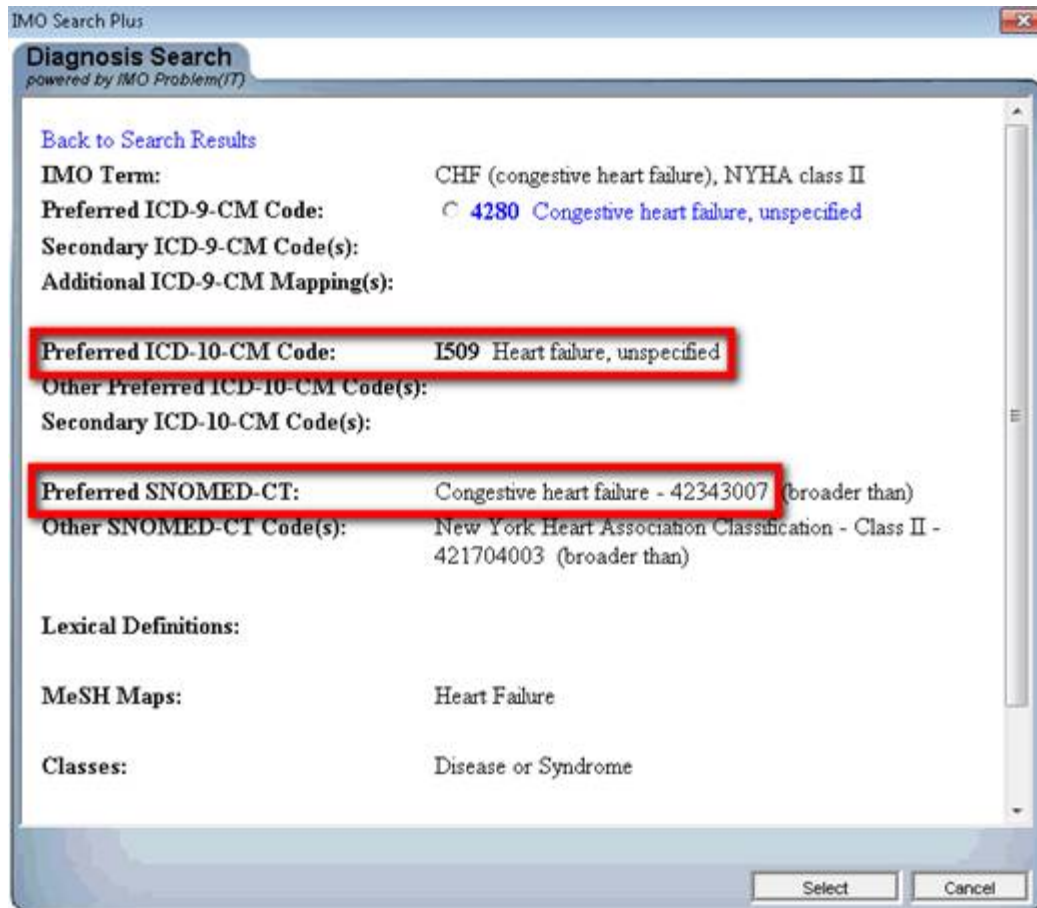 IMO Search Plus
Diagnosis Search
powered by IMO Problem(IT)
Back to Search Results
IMO Term: CHF (congestive heart failure), NYHA class II
Preferred ICD-9-CM Code: 4280 Congestive heart failure, unspecified
Secondary ICD-9-CM Code(s):
Additional ICD-9-CM Mapping(s):
Preferred ICD-10-CM Code: I509 Heart failure, unspecified
Other Preferred ICD-10-CM Code(s):
Secondary ICD-10-CM Code(s):
Preferred SNOMED-CT: Congestive heart failure - 42343007 (broader than)
Other SNOMED-CT Code(s): New York Heart Association Classification - Class II -
421704003 (broader than)
Lexical Definitions:
MeSH Maps: Heart Failure
Classes: Disease or Syndrome
Select Cancel